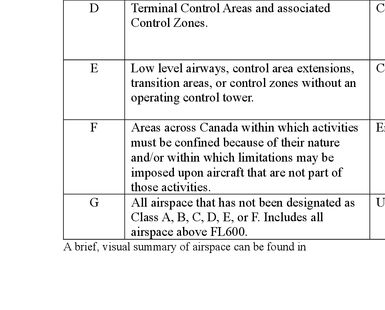 D Terminal Control Areas and associated C
Control Zones.
E Low level airways, control area extensions, C
transition areas, or control zones without an
operating control tower.
F Areas across Canada within which activities
must be confined because of their nature
and/or within which limitations may be
imposed upon aircraft that are not part of
those activities.
G All airspace that has not been designated as U
Class A, B, C, D, E, or F. Includes all
airspace above FL600.
A brief, visual summary of airspace can be found in